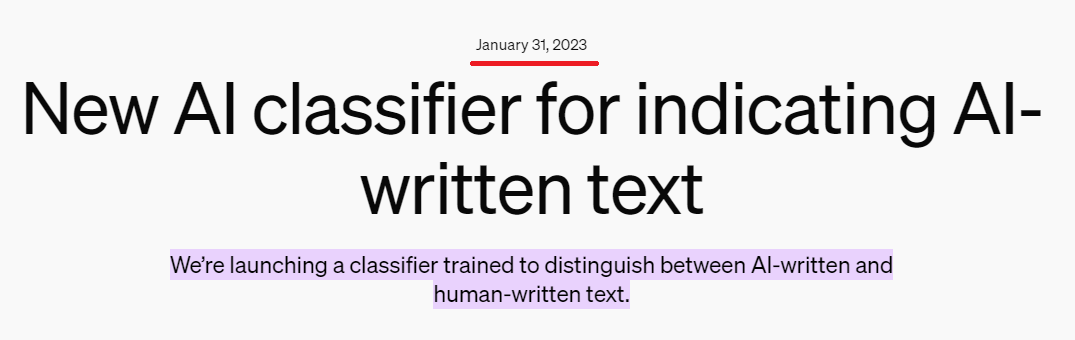 January 31, 2023
New AI classifier for indicating AI-
written text
We’re launching a classifier trained to distinguish between AI-written and
human-written text.